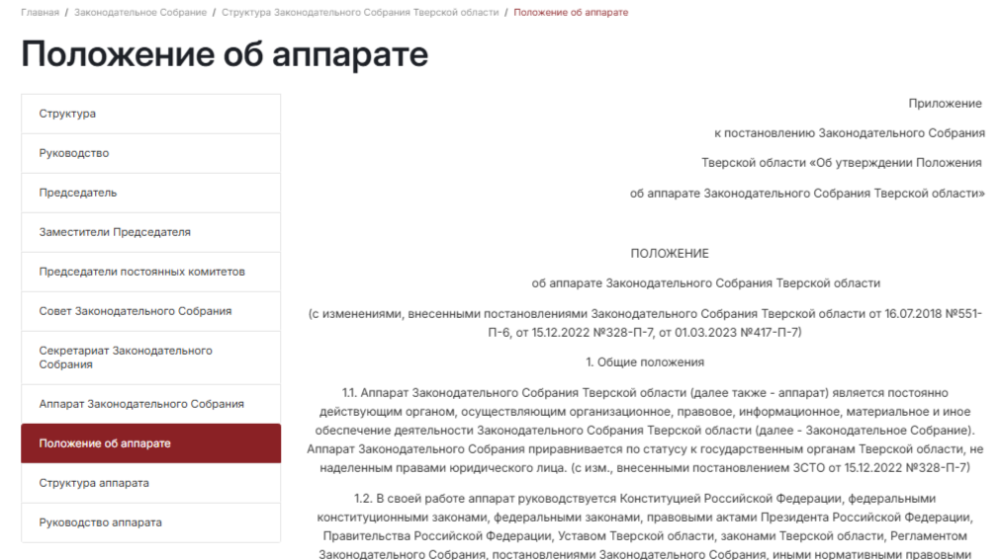 Главная / Законодательное Собрание / Структура Законодательного Собрания Тверской области / Положение об аппарате
Положение об аппарате
Структура
Руководство
Председатель
Заместители Председателя
Председатели постоянных комитетов
Совет Законодательного Собрания
Секретариат Законодательного
Собрания
Аппарат Законодательного Собрания
Положение об аппарате
Структура аппарата
Руководство аппарата
Приложение
к постановлению Законодательного Собрания
Тверской области «Об утверждении Положения
об аппарате Законодательного Собрания Тверской области»
ПОЛОЖЕНИЕ
об аппарате Законодательного Собрания Тверской области
(с изменениями, внесенными постановлениями Законодательного Собрания Тверской области от 16.07.2018 №551-
П-6, от 15.12.2022 №328-П-7, от 01.03.2023 №417-П-7)
1. Общие положения
1.1. Аппарат Законодательного Собрания Тверской области (далее также - аппарат) является постоянно
действующим органом, осуществляющим организационное, правовое, информационное, материальное и иное
обеспечение деятельности Законодательного Собрания Тверской области (далее - Законодательное Собрание).
Аппарат Законодательного Собрания приравнивается по статусу к государственным органам Тверской области, не
наделенным правами юридического лица. (с изм., внесенными постановлением ЗСТО от 15.12.2022 №328-П-7)
1.2. В своей работе аппарат руководствуется Конституцией Российской Федерации, федеральными
конституционными законами, федеральными законами, правовыми актами Президента Российской Федерации,
Правительства Российской Федерации, Уставом Тверской области, законами Тверской области, Регламентом
Законодательного Собрания, постановлениями Законодательного Собрания, иными нормативными правовыми